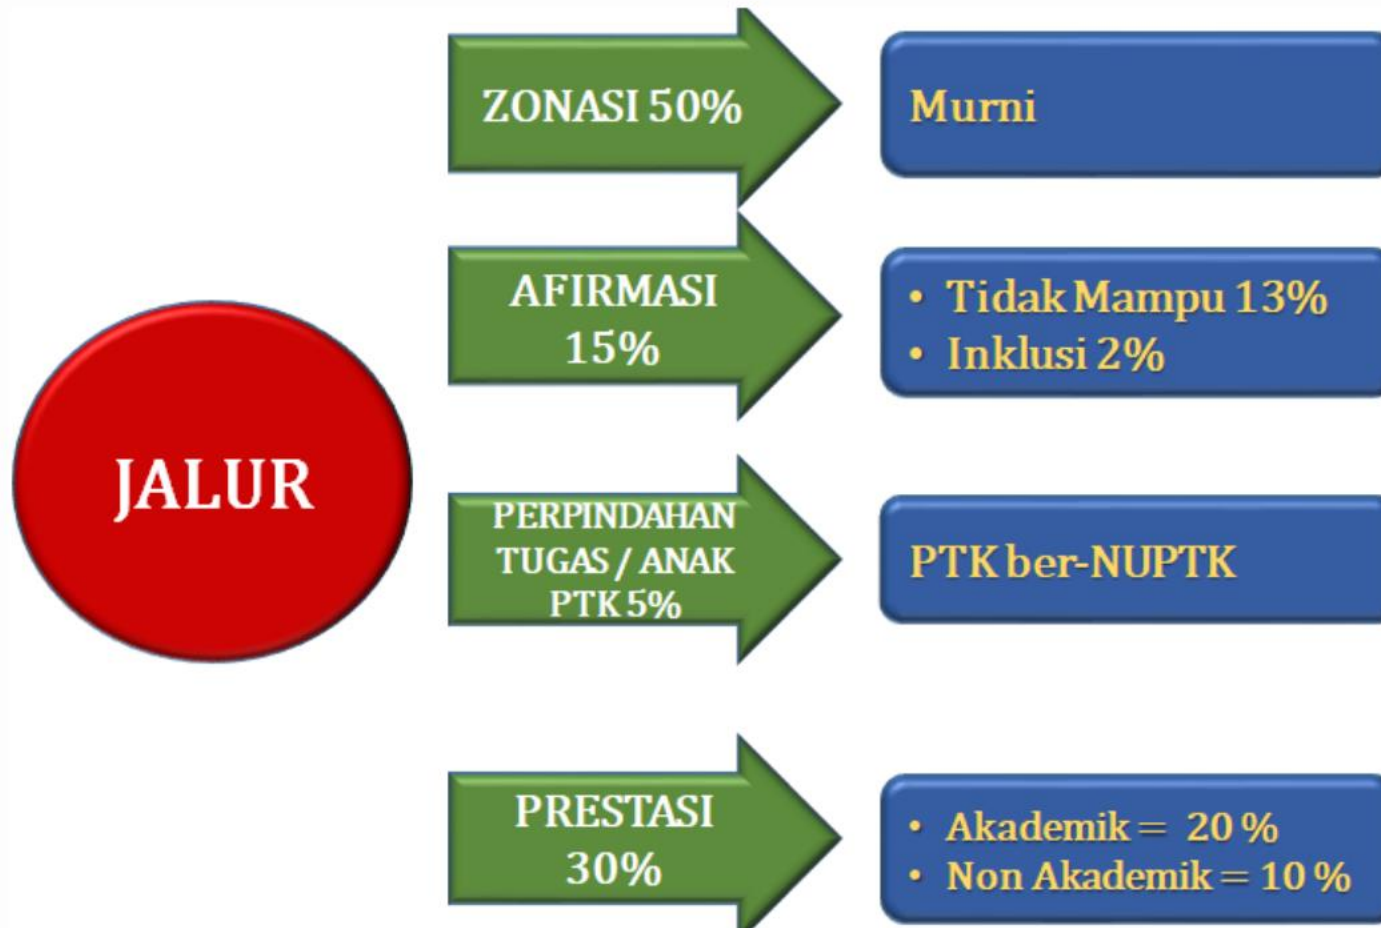 JALUR
ZONASI 50%
Murni
AFIRMASI
15%
• Tidak Mampu 13%
• Inklusi 2%
PERPINDAHAN
TUGAS / ANAK
PTK 5%
PTK ber-NUPTK
PRESTASI
30%
• Akademik = 20 %
• Non Akademik = 10 %